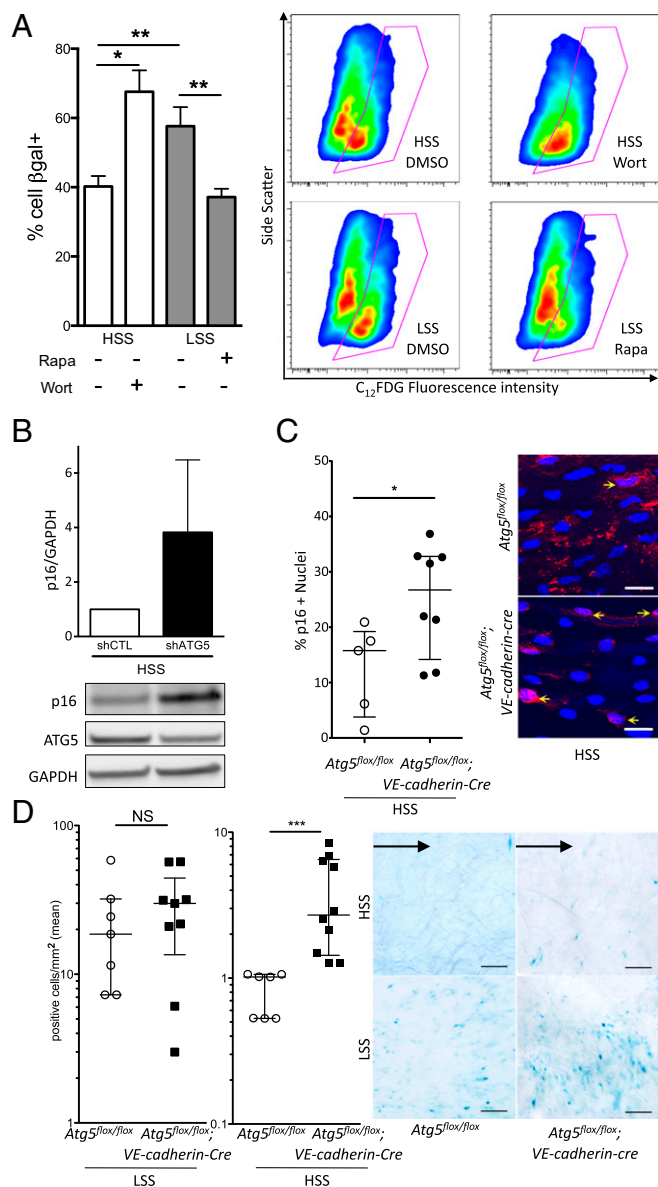 A
% cell βgal+
80
60
40
20
0
*
**
**
HSS
LSS
Rapa - - - +
Wort - + - -
Side Scatter
HSS
DMSO
HSS
Wort
LSS
DMSO
LSS
Rapa
C12FDG Fluorescence intensity
B
p16/GAPDH
6
4
2
0
shCTL
shATG5
HSS
p16
ATG5
GAPDH
C
% p16 + Nuclei
50
40
30
20
10
0
*
Atg5flox/flox
Atg5flox/flox;
VE-cadherin-Cre
HSS
Atg5flox/flox
Atg5flox/flox;
VE-cadherin-cre
HSS
D
positive cells/mm² (mean)
100
10
1
NS
Atg5flox/flox
Atg5flox/flox;
VE-cadherin-Cre
LSS
10
1
0.1
***
Atg5flox/flox
Atg5flox/flox;
VE-cadherin-Cre
HSS
HSS
LSS
Atg5flox/flox
Atg5flox/flox;
VE-cadherin-cre